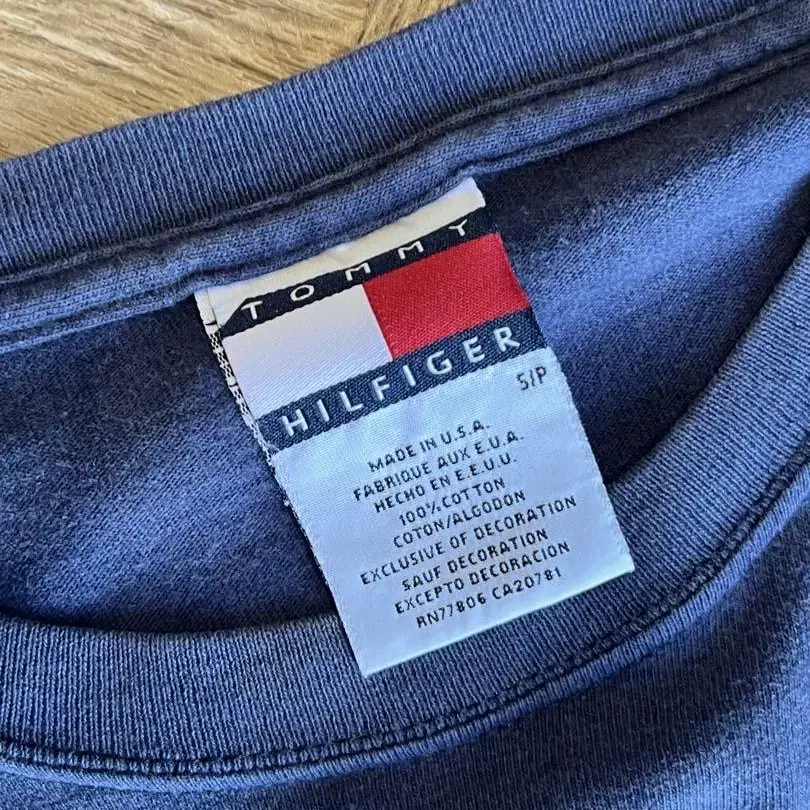 TOMMY
HILFIGER
S/P
MADE IN U.S.A.
FABRIQUE AUX E.U.A.
HECHO EN E.E.U.U.
100% COTTON
COTON/ALGODON
EXCLUSIVE OF DECORATION
SAUF DECORATION
EXCEPTO DECORACION
RN77806 CA20781